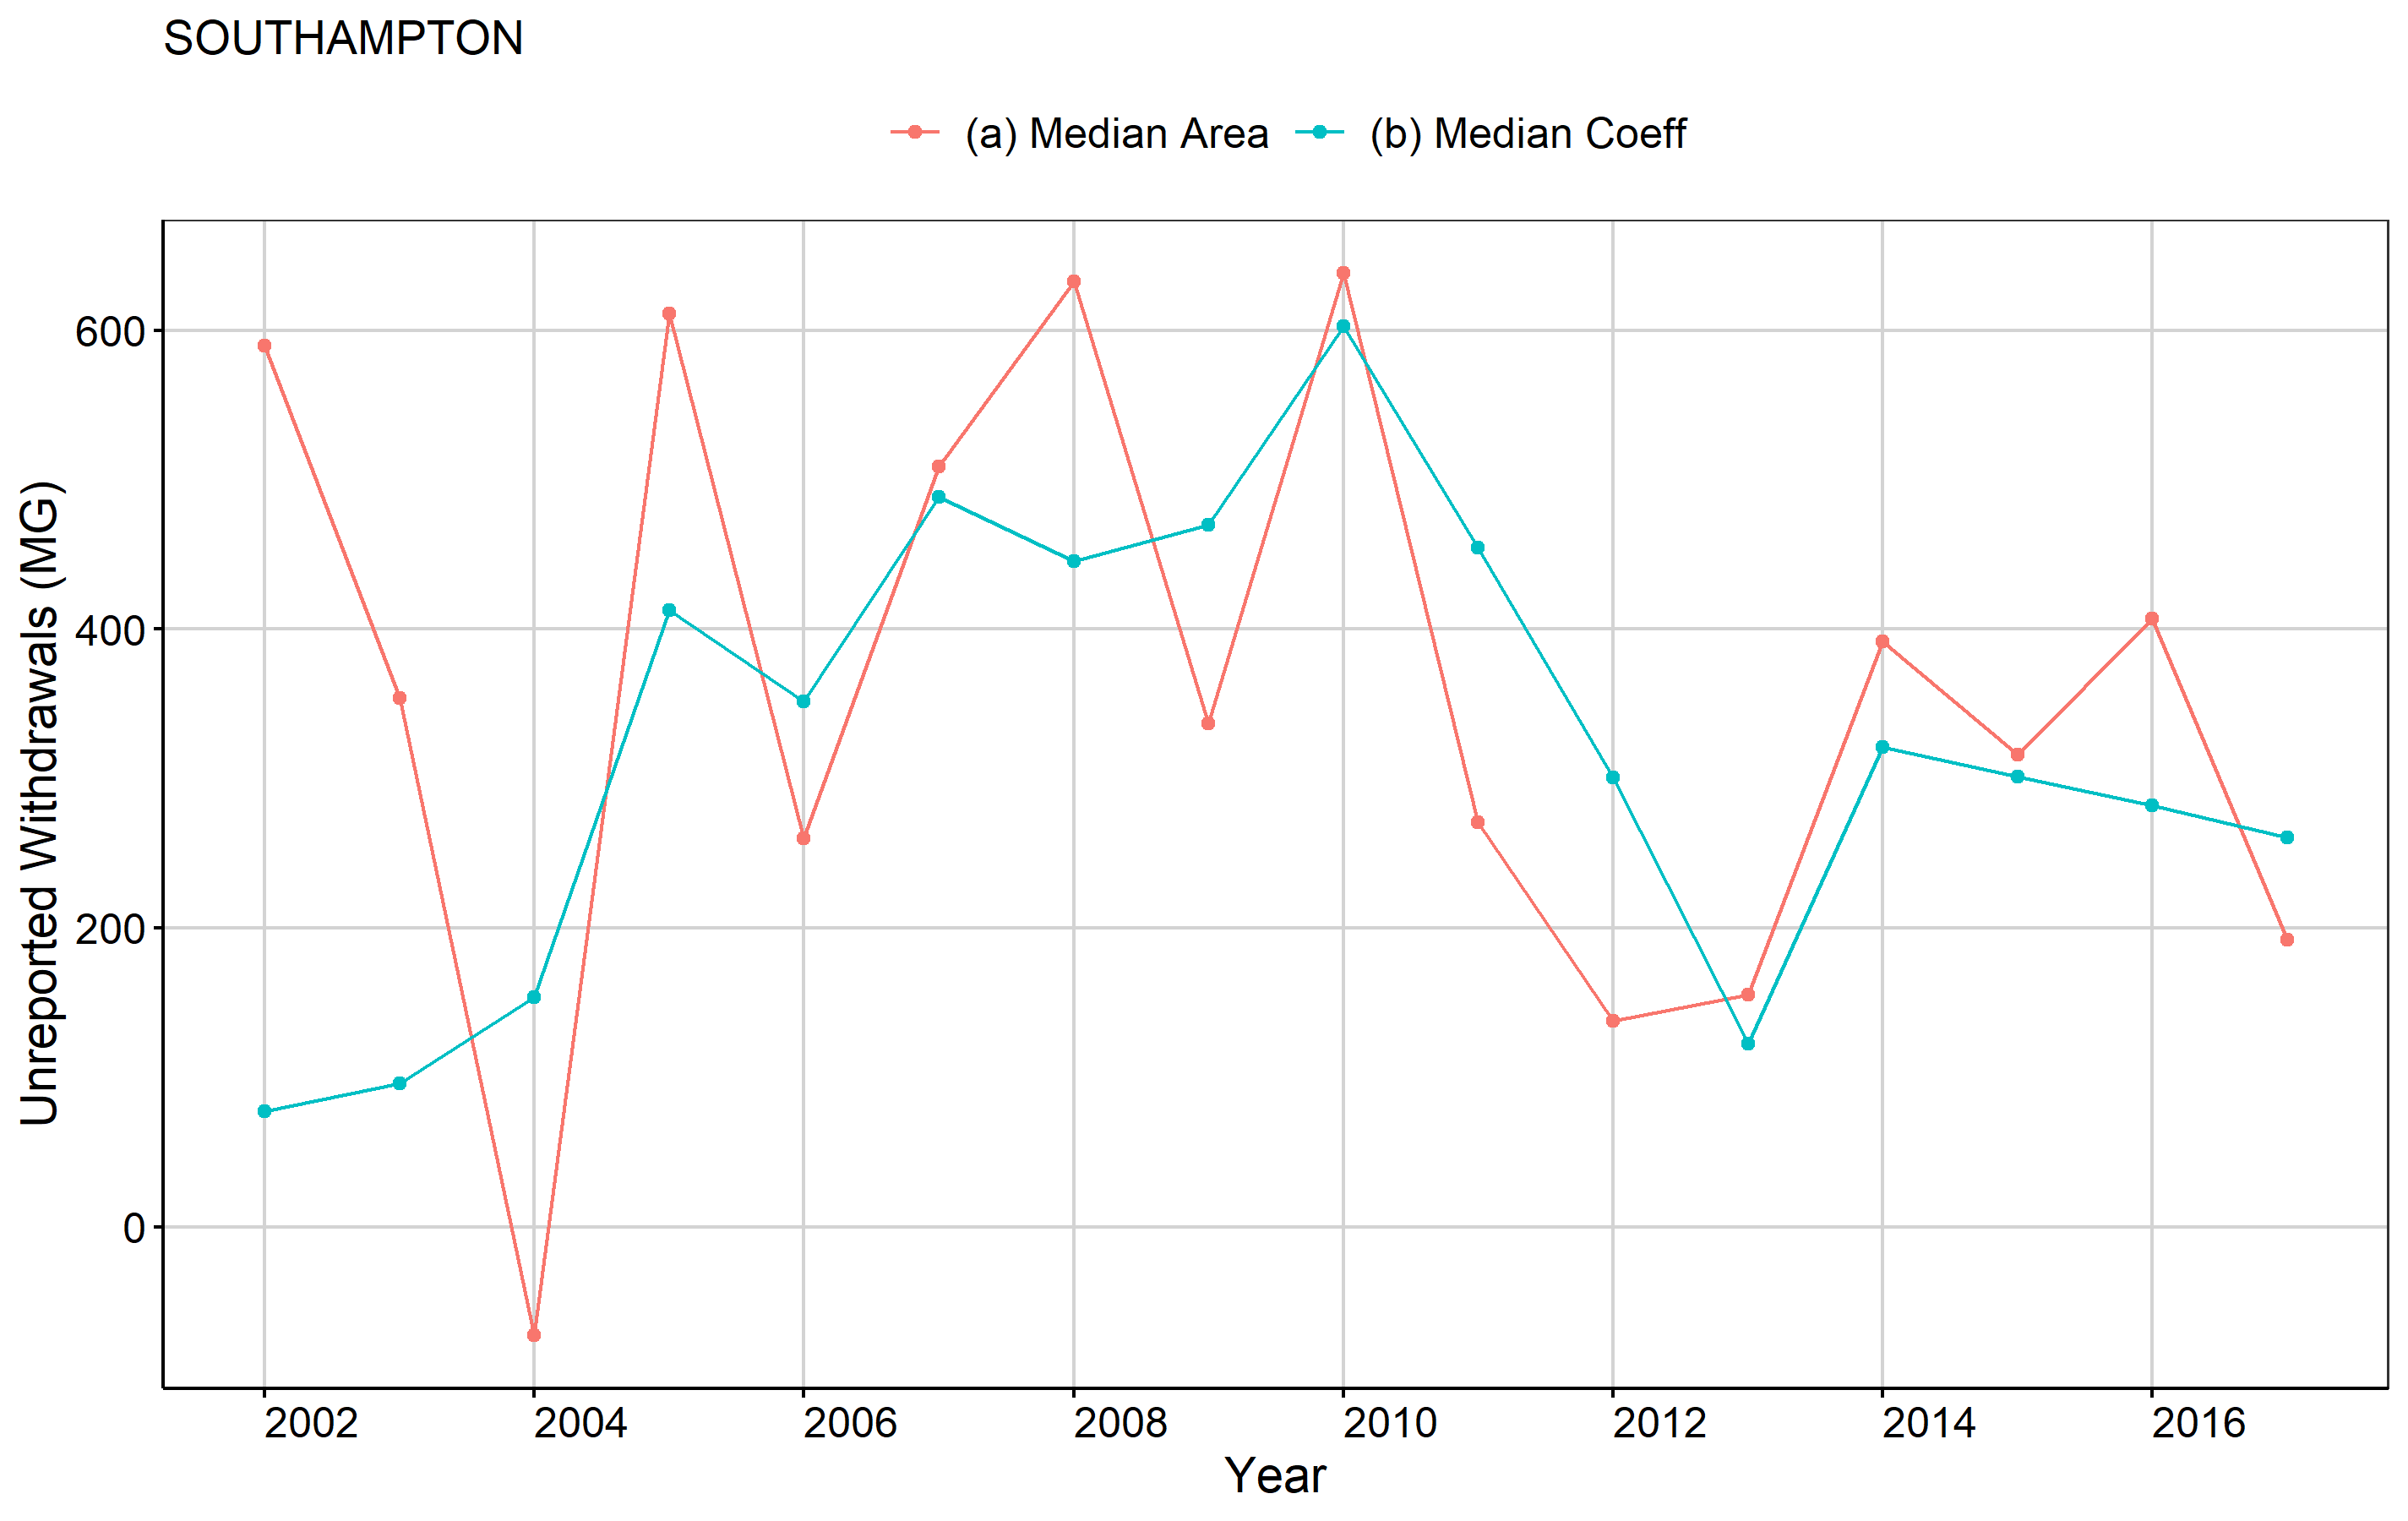 SOUTHAMPTON
(a) Median Area (b) Median Coeff
Unreported Withdrawals (MG)
600
400
200
0
2002 2004 2006 2008 2010 2012 2014 2016
Year